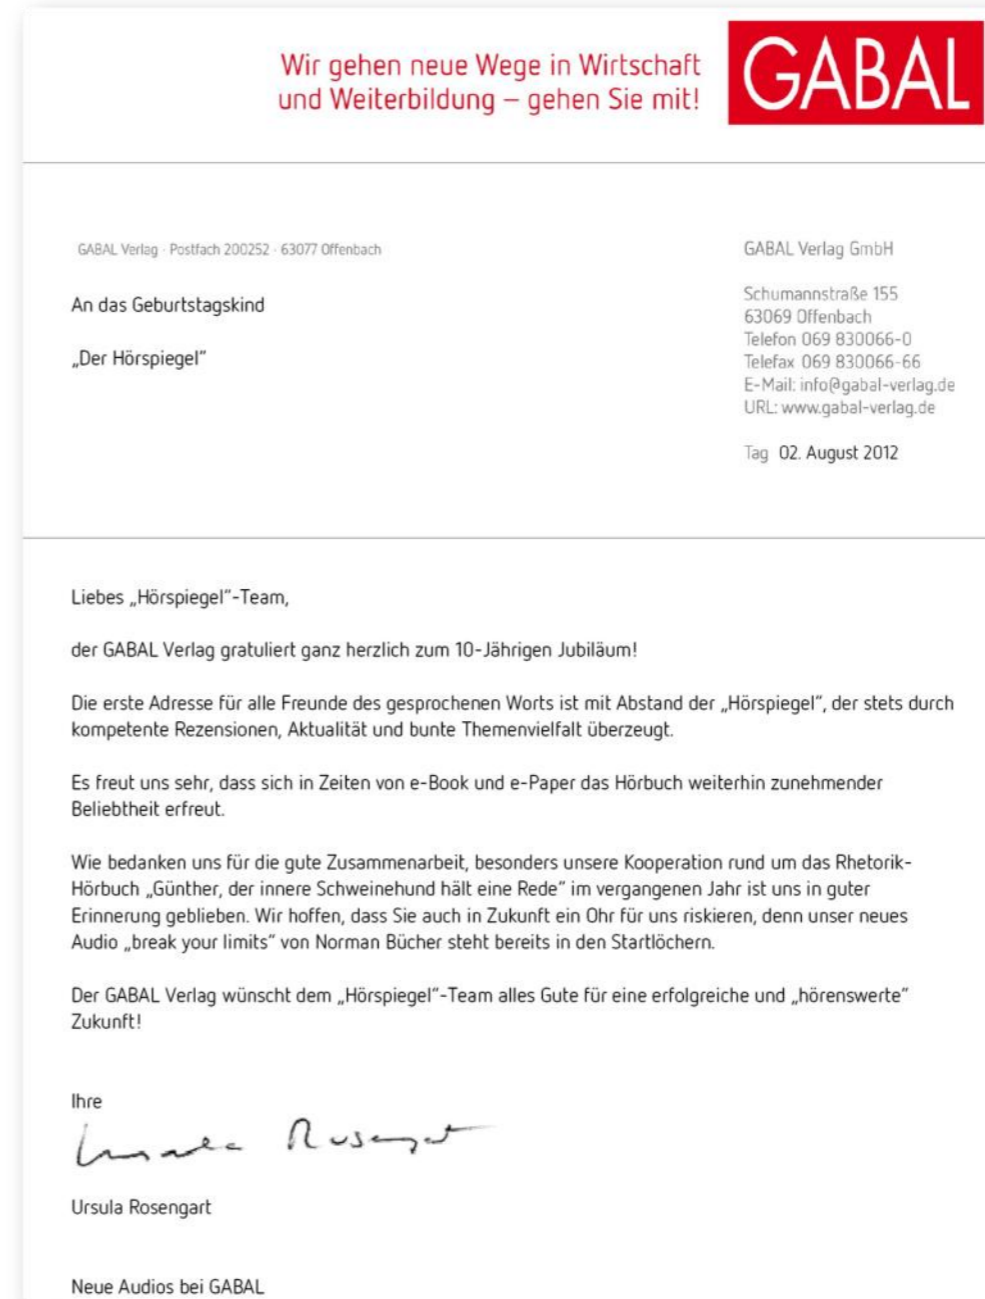 Wir gehen neue Wege in Wirtschaft
und Weiterbildung – gehen Sie mit!
GABAL
GABAL Verlag · Postfach 200252 · 63077 Offenbach
An das Geburtstagskind
„Der Hörspiegel“
GABAL Verlag GmbH
Schumannstraße 155
63069 Offenbach
Telefon 069 830066-0
Telefax 069 830066-66
E-Mail: info@gabal-verlag.de
URL: www.gabal-verlag.de
Tag 02. August 2012
Liebes „Hörspiegel“-Team,
der GABAL Verlag gratuliert ganz herzlich zum 10-Jährigen Jubiläum!
Die erste Adresse für alle Freunde des gesprochenen Worts ist mit Abstand der „Hörspiegel“, der stets durch
kompetente Rezensionen, Aktualität und bunte Themenvielfalt überzeugt.
Es freut uns sehr, dass sich in Zeiten von e-Book und e-Paper das Hörbuch weiterhin zunehmender
Beliebtheit erfreut.
Wie bedanken uns für die gute Zusammenarbeit, besonders unsere Kooperation rund um das Rhetorik-
Hörbuch „Günther, der innere Schweinehund hält eine Rede“ im vergangenen Jahr ist uns in guter
Erinnerung geblieben. Wir hoffen, dass Sie auch in Zukunft ein Ohr für uns riskieren, denn unser neues
Audio „break your limits“ von Norman Bücher steht bereits in den Startlöchern.
Der GABAL Verlag wünscht dem „Hörspiegel“-Team alles Gute für eine erfolgreiche und „hörenswerte“
Zukunft!
Ihre
Ursula Rosengart
Ursula Rosengart
Neue Audios bei GABAL